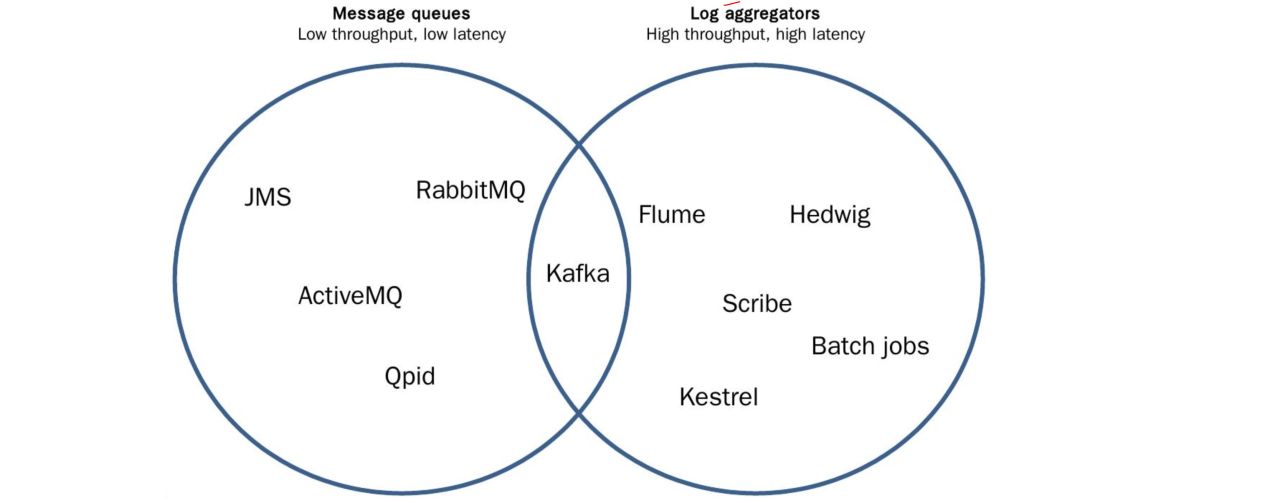 Message queues
Low throughput, low latency
Log aggregators
High throughput, high latency
JMS
RabbitMQ
Flume
Hedwig
Kafka
ActiveMQ
Scribe
Batch jobs
Qpid
Kestrel